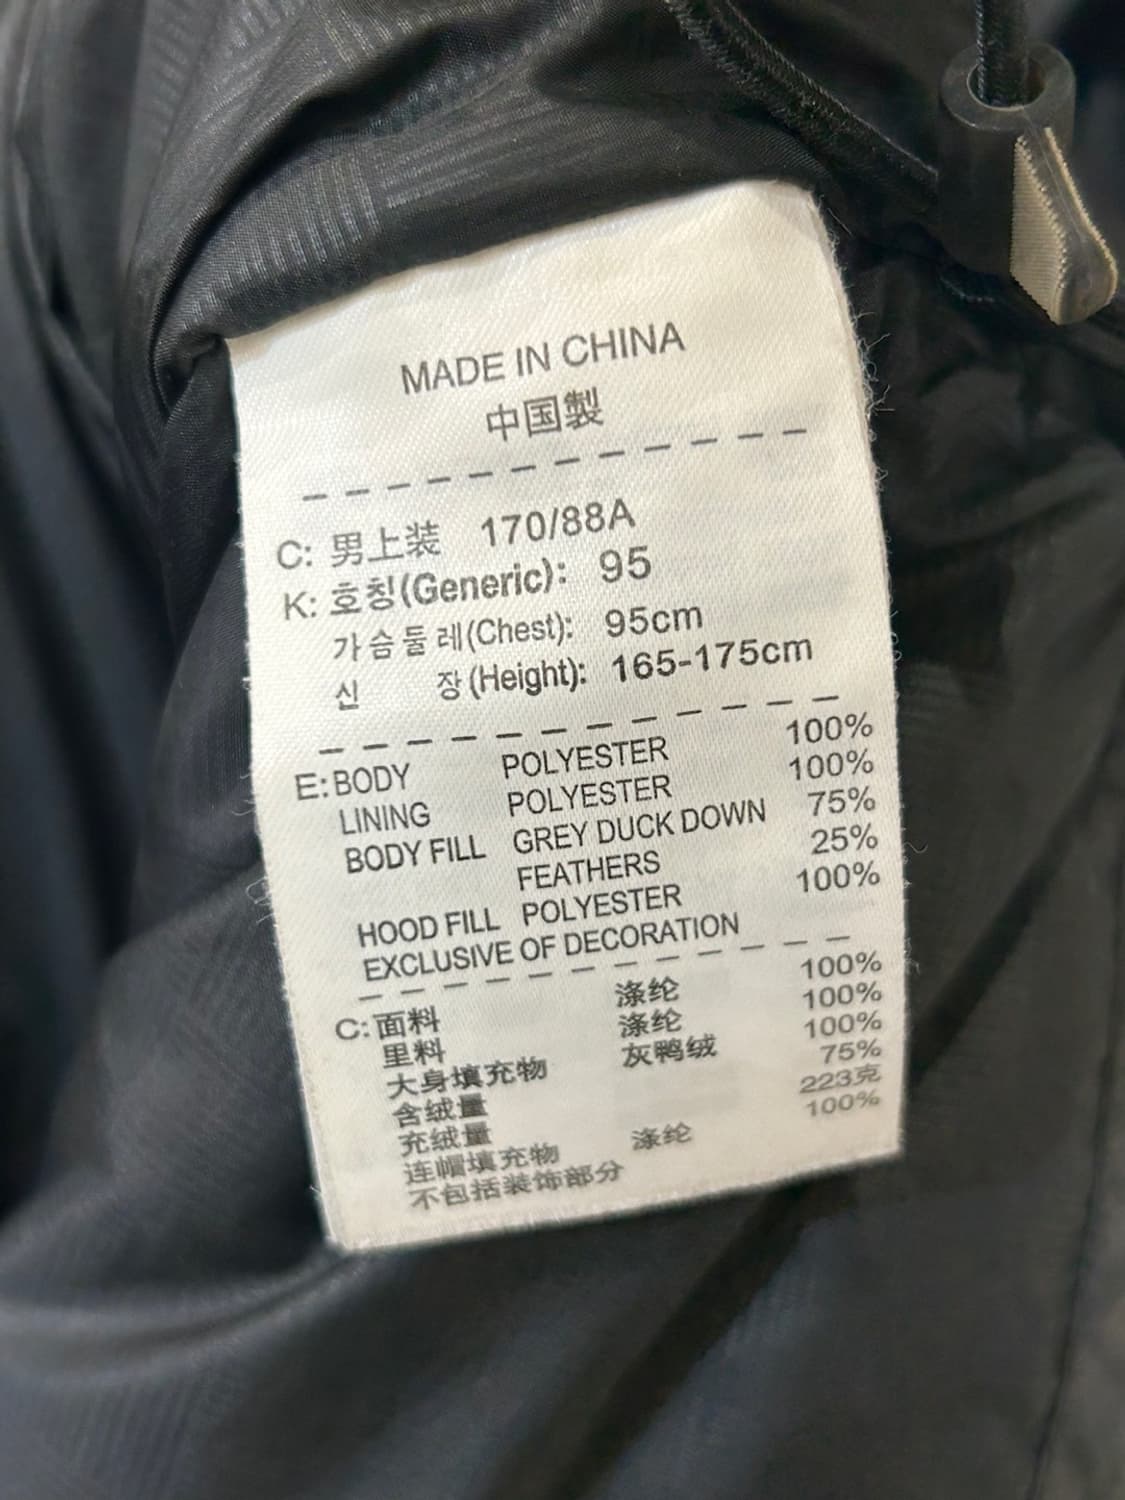 MADE IN CHINA
中国製
C: 男上装 170/88A
K: 호칭(Generic): 95
가슴둘레(Chest): 95cm
신 장(Height): 165-175cm
E: BODY POLYESTER 100%
LINING POLYESTER 100%
BODY FILL GREY DUCK DOWN 75%
FEATHERS 25%
HOOD FILL POLYESTER 100%
EXCLUSIVE OF DECORATION
C: 面料 涤纶 100%
里料 涤纶 100%
大身填充物 灰鸭绒 100%
含绒量 75%
充绒量 223克
连帽填充物 涤纶 100%
不包括装饰部分